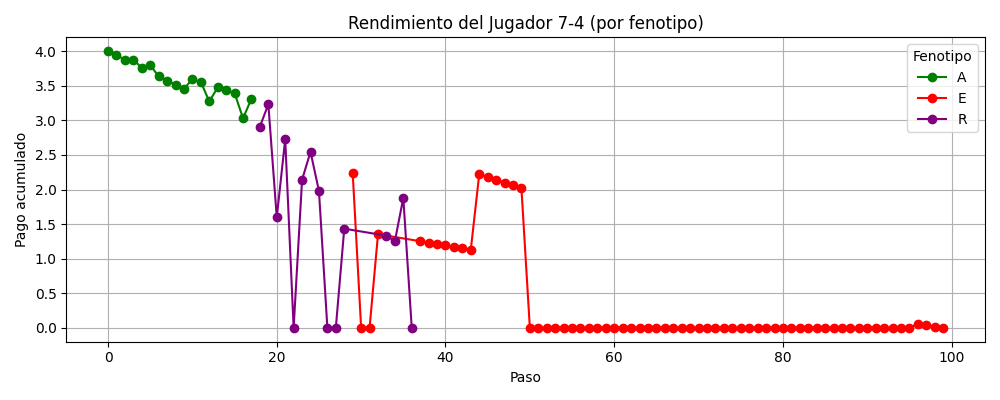 Rendimiento del Jugador 7-4 (por fenotipo)
Pago acumulado
4.0
3.5
3.0
2.5
2.0
1.5
1.0
0.5
0.0
Fenotipo
A
E
R
0 20 40 60 80 100
Paso